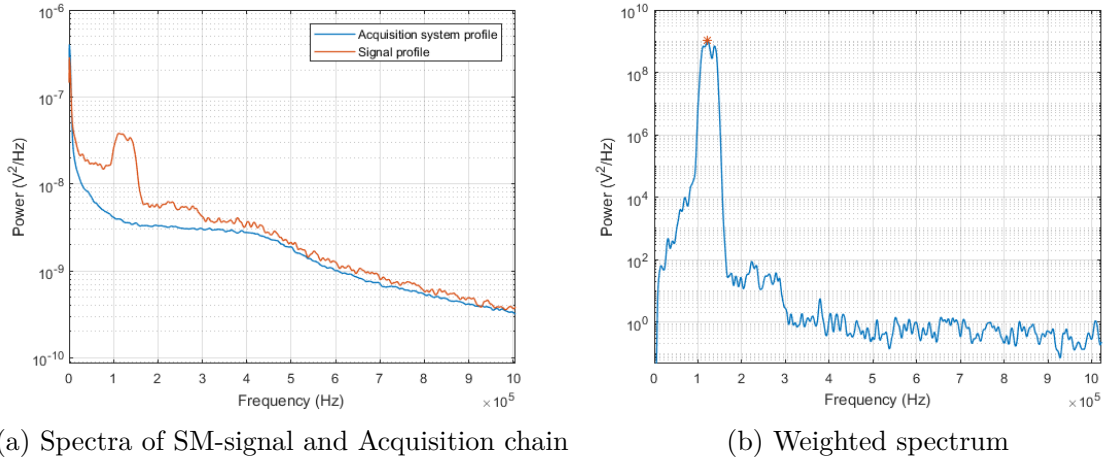 10^-6
10^-7
10^-8
10^-9
10^-10
Power (V^2/Hz)
Acquisition system profile
Signal profile
0 1 2 3 4 5 6 7 8 9 10
Frequency (Hz)
×10^5
10^10
10^8
10^6
10^4
10^2
10^0
Power (V^2/Hz)
0 1 2 3 4 5 6 7 8 9 10
Frequency (Hz)
×10^5
a) Spectra of SM-signal and Acquisition chain
(b) Weighted spectrum